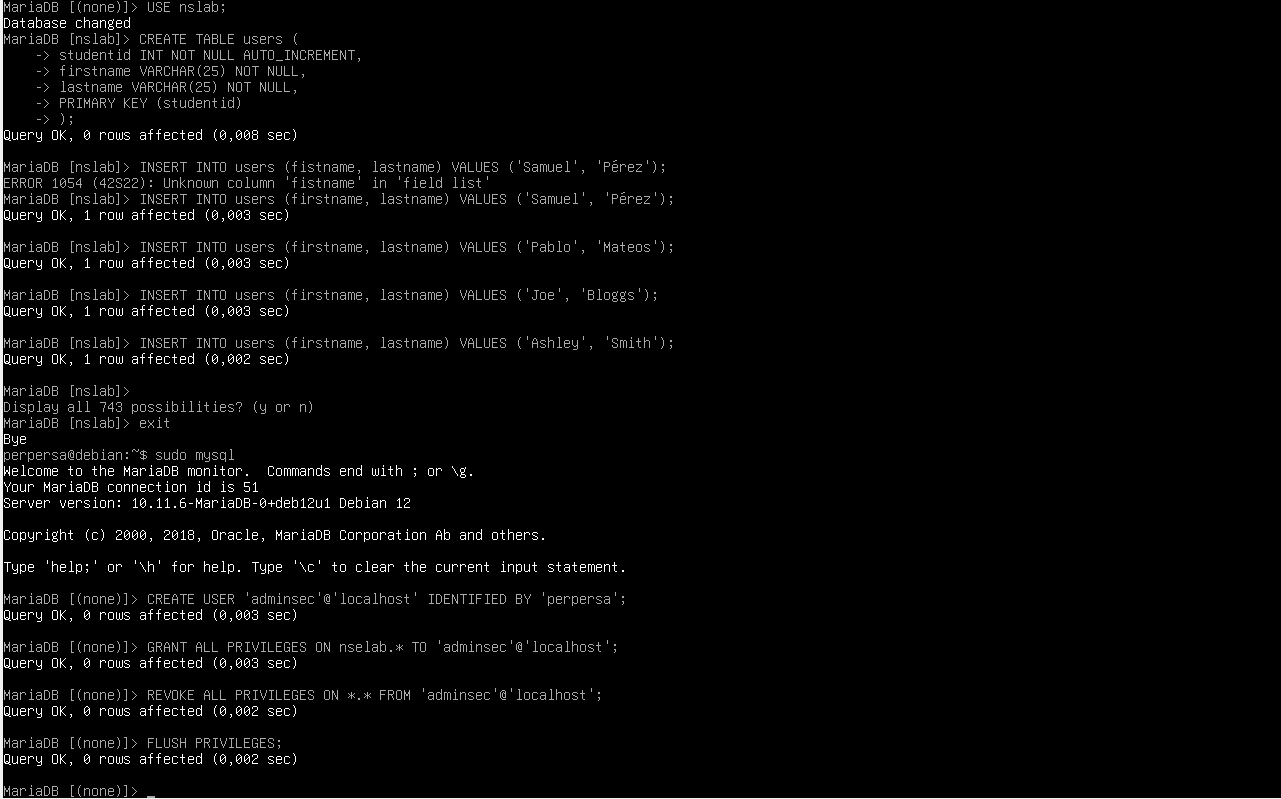 MariaDB [(none)]> USE nslab;
Database changed
MariaDB [nslab]> CREATE TABLE users (
    -> studentid INT NOT NULL AUTO_INCREMENT,
    -> firstname VARCHAR(25) NOT NULL,
    -> lastname VARCHAR(25) NOT NULL,
    -> PRIMARY KEY (studentid)
    -> );
Query OK, 0 rows affected (0,008 sec)
MariaDB [nslab]> INSERT INTO users (fistname, lastname) VALUES ('Samuel', 'Pérez');
ERROR 1054 (42S22): Unknown column 'fistname' in 'field list'
MariaDB [nslab]> INSERT INTO users (firstname, lastname) VALUES ('Samuel', 'Pérez');
Query OK, 1 row affected (0,003 sec)
MariaDB [nslab]> INSERT INTO users (firstname, lastname) VALUES ('Pablo', 'Mateos');
Query OK, 1 row affected (0,003 sec)
MariaDB [nslab]> INSERT INTO users (firstname, lastname) VALUES ('Joe', 'Bloggs');
Query OK, 1 row affected (0,003 sec)
MariaDB [nslab]> INSERT INTO users (firstname, lastname) VALUES ('Ashley', 'Smith');
Query OK, 1 row affected (0,002 sec)
MariaDB [nslab]>
Display all 743 possibilities? (y or n)
MariaDB [nslab]> exit
Bye
perpersa@debian:~$ sudo mysql
Welcome to the MariaDB monitor.  Commands end with ; or \g.
Your MariaDB connection id is 51
Server version: 10.11.6-MariaDB-0+deb12u1 Debian 12
Copyright (c) 2000, 2018, Oracle, MariaDB Corporation Ab and others.
Type 'help;' or '\h' for help. Type '\c' to clear the current input statement.
MariaDB [(none)]> CREATE USER 'adminsec'@'localhost' IDENTIFIED BY 'perpersa';
Query OK, 0 rows affected (0,003 sec)
MariaDB [(none)]> GRANT ALL PRIVILEGES ON nselab.* TO 'adminsec'@'localhost';
Query OK, 0 rows affected (0,003 sec)
MariaDB [(none)]> REVOKE ALL PRIVILEGES ON *.* FROM 'adminsec'@'localhost';
Query OK, 0 rows affected (0,002 sec)
MariaDB [(none)]> FLUSH PRIVILEGES;
Query OK, 0 rows affected (0,002 sec)
MariaDB [(none)]> _